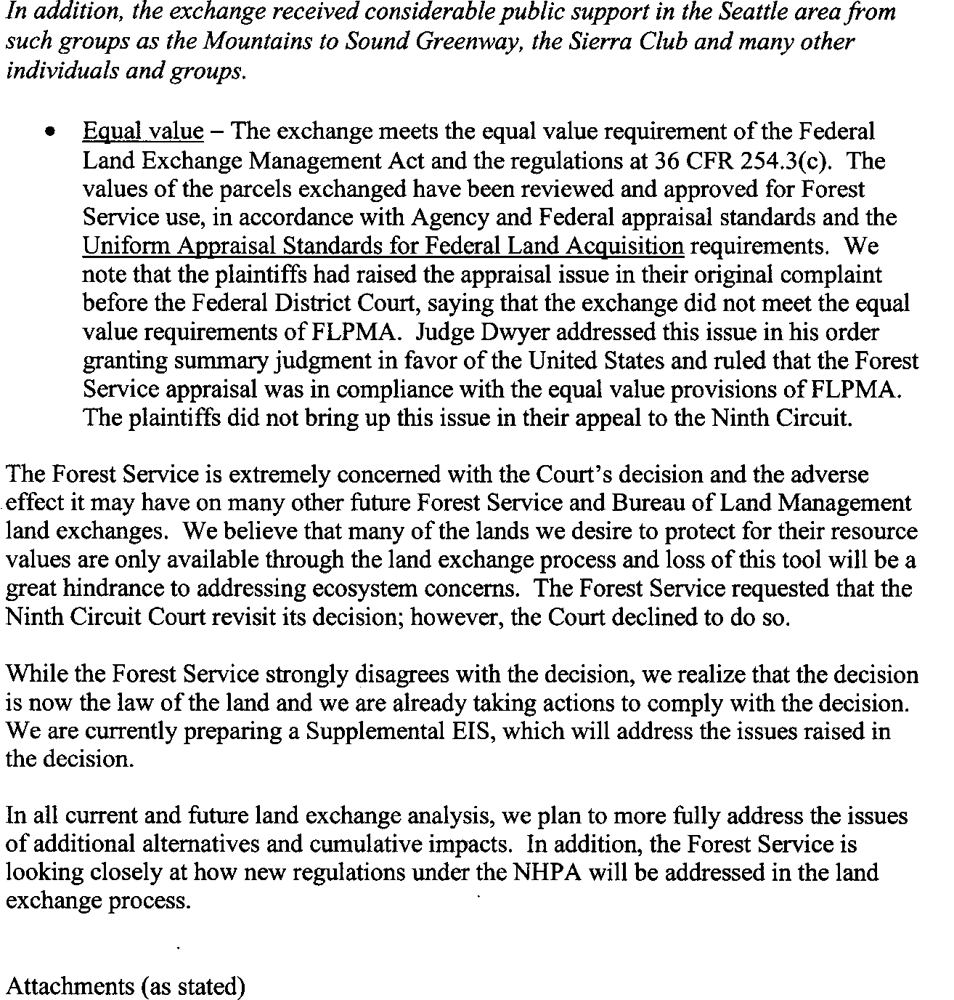 In addition, the exchange received considerable public support in the Seattle area from
such groups as the Mountains to Sound Greenway, the Sierra Club and many other
individuals and groups.
• Equal value – The exchange meets the equal value requirement of the Federal
Land Exchange Management Act and the regulations at 36 CFR 254.3(c). The
values of the parcels exchanged have been reviewed and approved for Forest
Service use, in accordance with Agency and Federal appraisal standards and the
Uniform Appraisal Standards for Federal Land Acquisition requirements. We
note that the plaintiffs had raised the appraisal issue in their original complaint
before the Federal District Court, saying that the exchange did not meet the equal
value requirements of FLPMA. Judge Dwyer addressed this issue in his order
granting summary judgment in favor of the United States and ruled that the Forest
Service appraisal was in compliance with the equal value provisions of FLPMA.
The plaintiffs did not bring up this issue in their appeal to the Ninth Circuit.
The Forest Service is extremely concerned with the Court's decision and the adverse
effect it may have on many other future Forest Service and Bureau of Land Management
land exchanges. We believe that many of the lands we desire to protect for their resource
values are only available through the land exchange process and loss of this tool will be a
great hindrance to addressing ecosystem concerns. The Forest Service requested that the
Ninth Circuit Court revisit its decision; however, the Court declined to do so.
While the Forest Service strongly disagrees with the decision, we realize that the decision
is now the law of the land and we are already taking actions to comply with the decision.
We are currently preparing a Supplemental EIS, which will address the issues raised in
the decision.
In all current and future land exchange analysis, we plan to more fully address the issues
of additional alternatives and cumulative impacts. In addition, the Forest Service is
looking closely at how new regulations under the NHPA will be addressed in the land
exchange process.
Attachments (as stated)